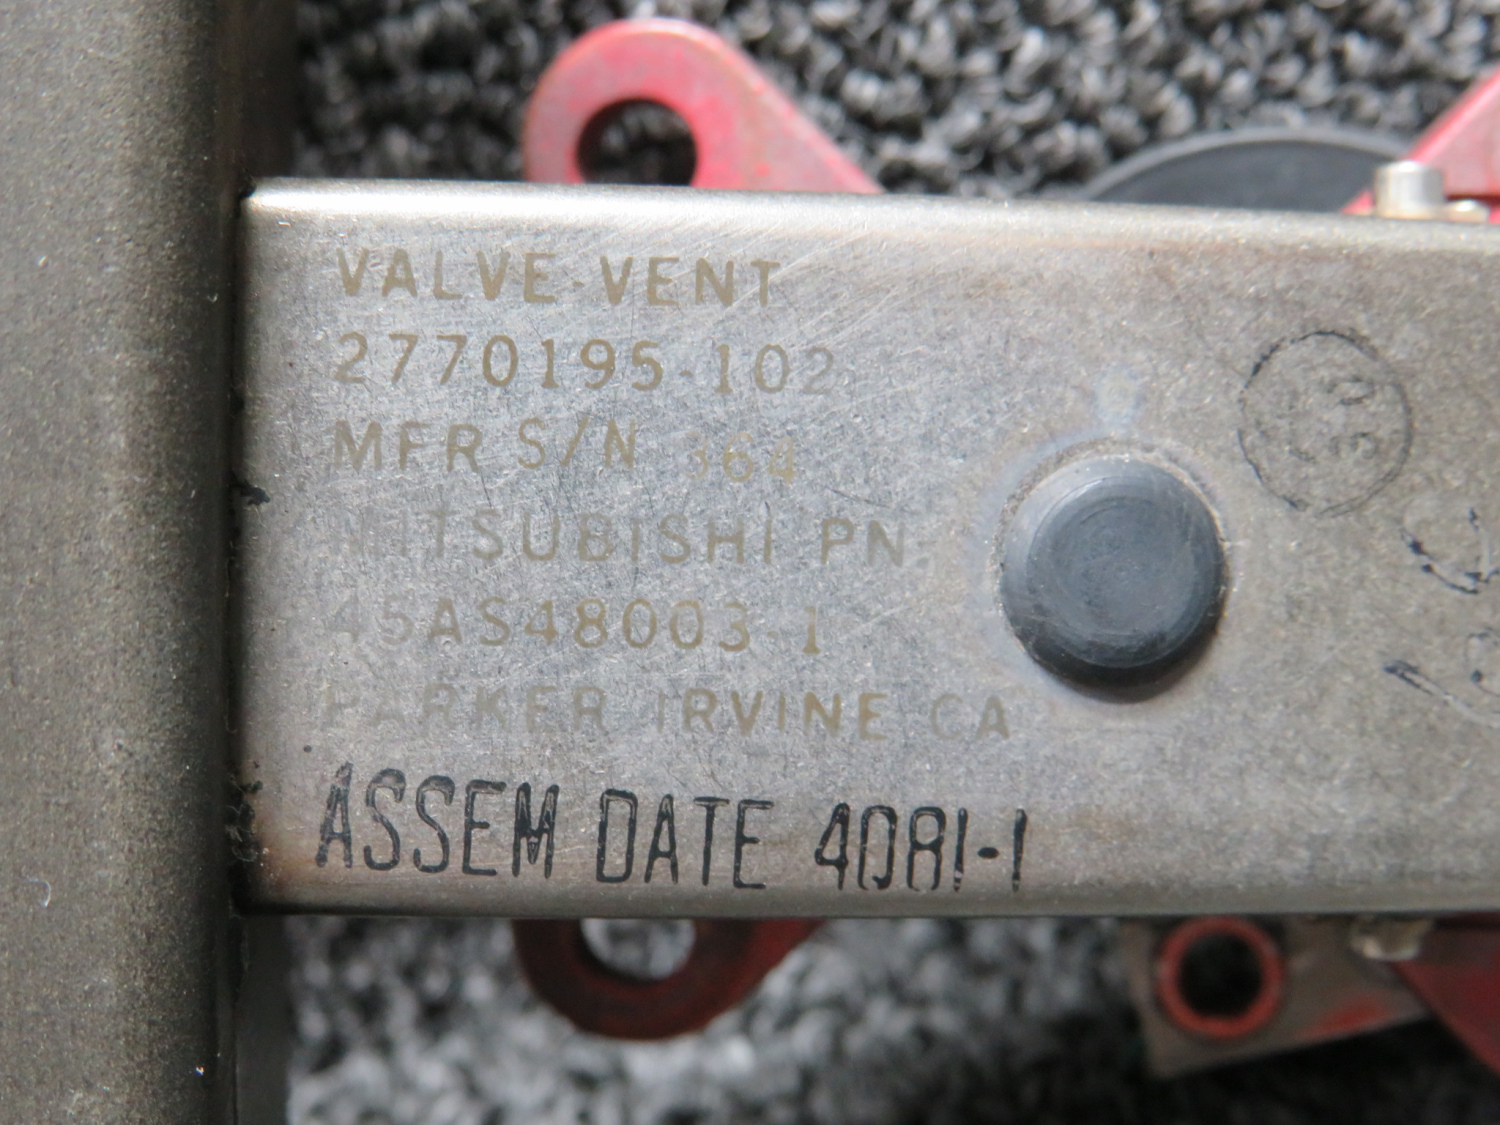 VALVE-VENT
2770195-102
MFR S/N 364
MITSUBISHI PN.
45AS48003-1
PARKER IRVINE CA
ASSEM DATE 4081-1